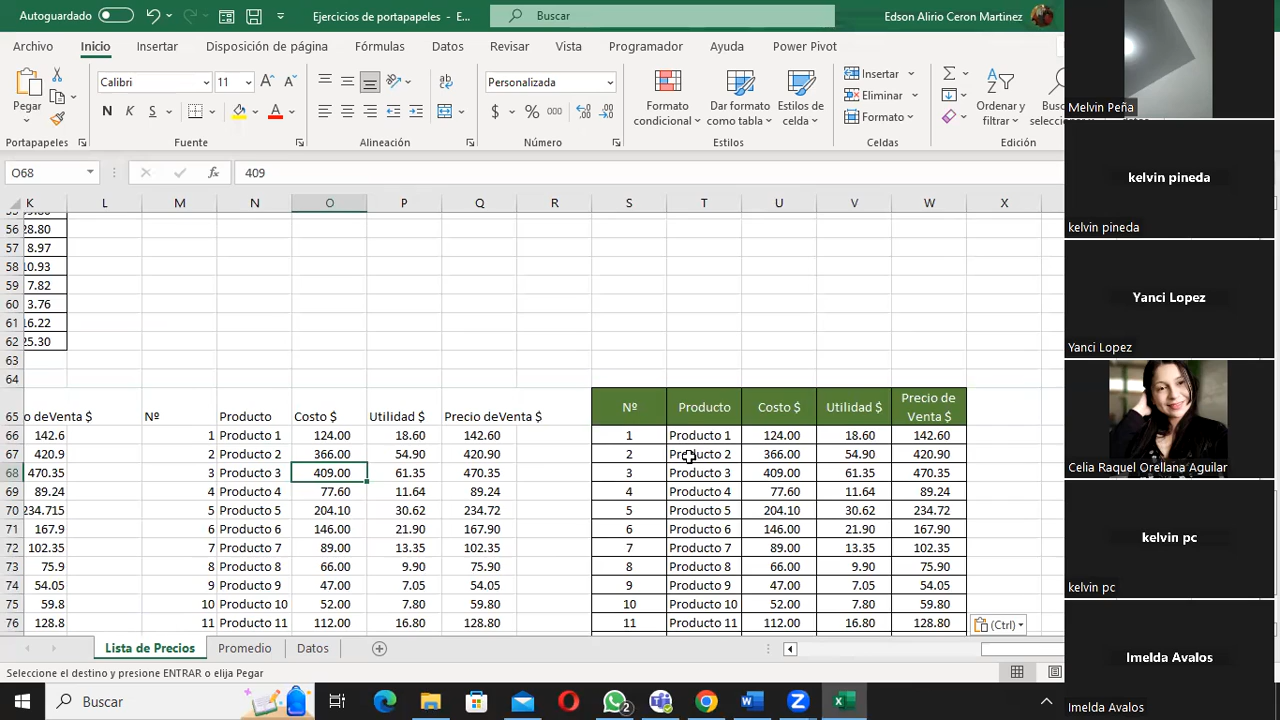 Autoguardado
Ejercicios de portapapeles - E...
Buscar
Edson Alirio Ceron Martinez
Archivo Inicio Insertar Disposición de página Fórmulas Datos Revisar Vista Programador Ayuda Power Pivot
Pegar
Calibri 11
N K S
Personalizada
$ % 000
Formato condicional
Dar formato como tabla
Estilos de celda
Insertar
Eliminar
Formato
Ordenar y filtrar
Portapapeles Fuente Alineación Número Estilos Celdas Edición
O68 fx 409
K L M N O P Q R S T U V W X
56 28.80
57 8.97
58 10.93
59 7.82
60 3.76
61 16.22
62 25.30
63
64
65 o deVenta $ Nº Producto Costo $ Utilidad $ Precio deVenta $ Nº Producto Costo $ Utilidad $ Precio de Venta $
66 142.6 1 Producto 1 124.00 18.60 142.60 1 Producto 1 124.00 18.60 142.60
67 420.9 2 Producto 2 366.00 54.90 420.90 2 Producto 2 366.00 54.90 420.90
68 470.35 3 Producto 3 409.00 61.35 470.35 3 Producto 3 409.00 61.35 470.35
69 89.24 4 Producto 4 77.60 11.64 89.24 4 Producto 4 77.60 11.64 89.24
70 234.715 5 Producto 5 204.10 30.62 234.72 5 Producto 5 204.10 30.62 234.72
71 167.9 6 Producto 6 146.00 21.90 167.90 6 Producto 6 146.00 21.90 167.90
72 102.35 7 Producto 7 89.00 13.35 102.35 7 Producto 7 89.00 13.35 102.35
73 75.9 8 Producto 8 66.00 9.90 75.90 8 Producto 8 66.00 9.90 75.90
74 54.05 9 Producto 9 47.00 7.05 54.05 9 Producto 9 47.00 7.05 54.05
75 59.8 10 Producto 10 52.00 7.80 59.80 10 Producto 10 52.00 7.80 59.80
76 128.8 11 Producto 11 112.00 16.80 128.80 11 Producto 11 112.00 16.80 128.80
(Ctrl)
Lista de Precios Promedio Datos
Seleccione el destino y presione ENTRAR o elija Pegar
Buscar
2
Melvin Peña
kelvin pineda
kelvin pineda
Yanci Lopez
Yanci Lopez
Celia Raquel Orellana Aguilar
kelvin pc
kelvin pc
Imelda Avalos
Imelda Avalos